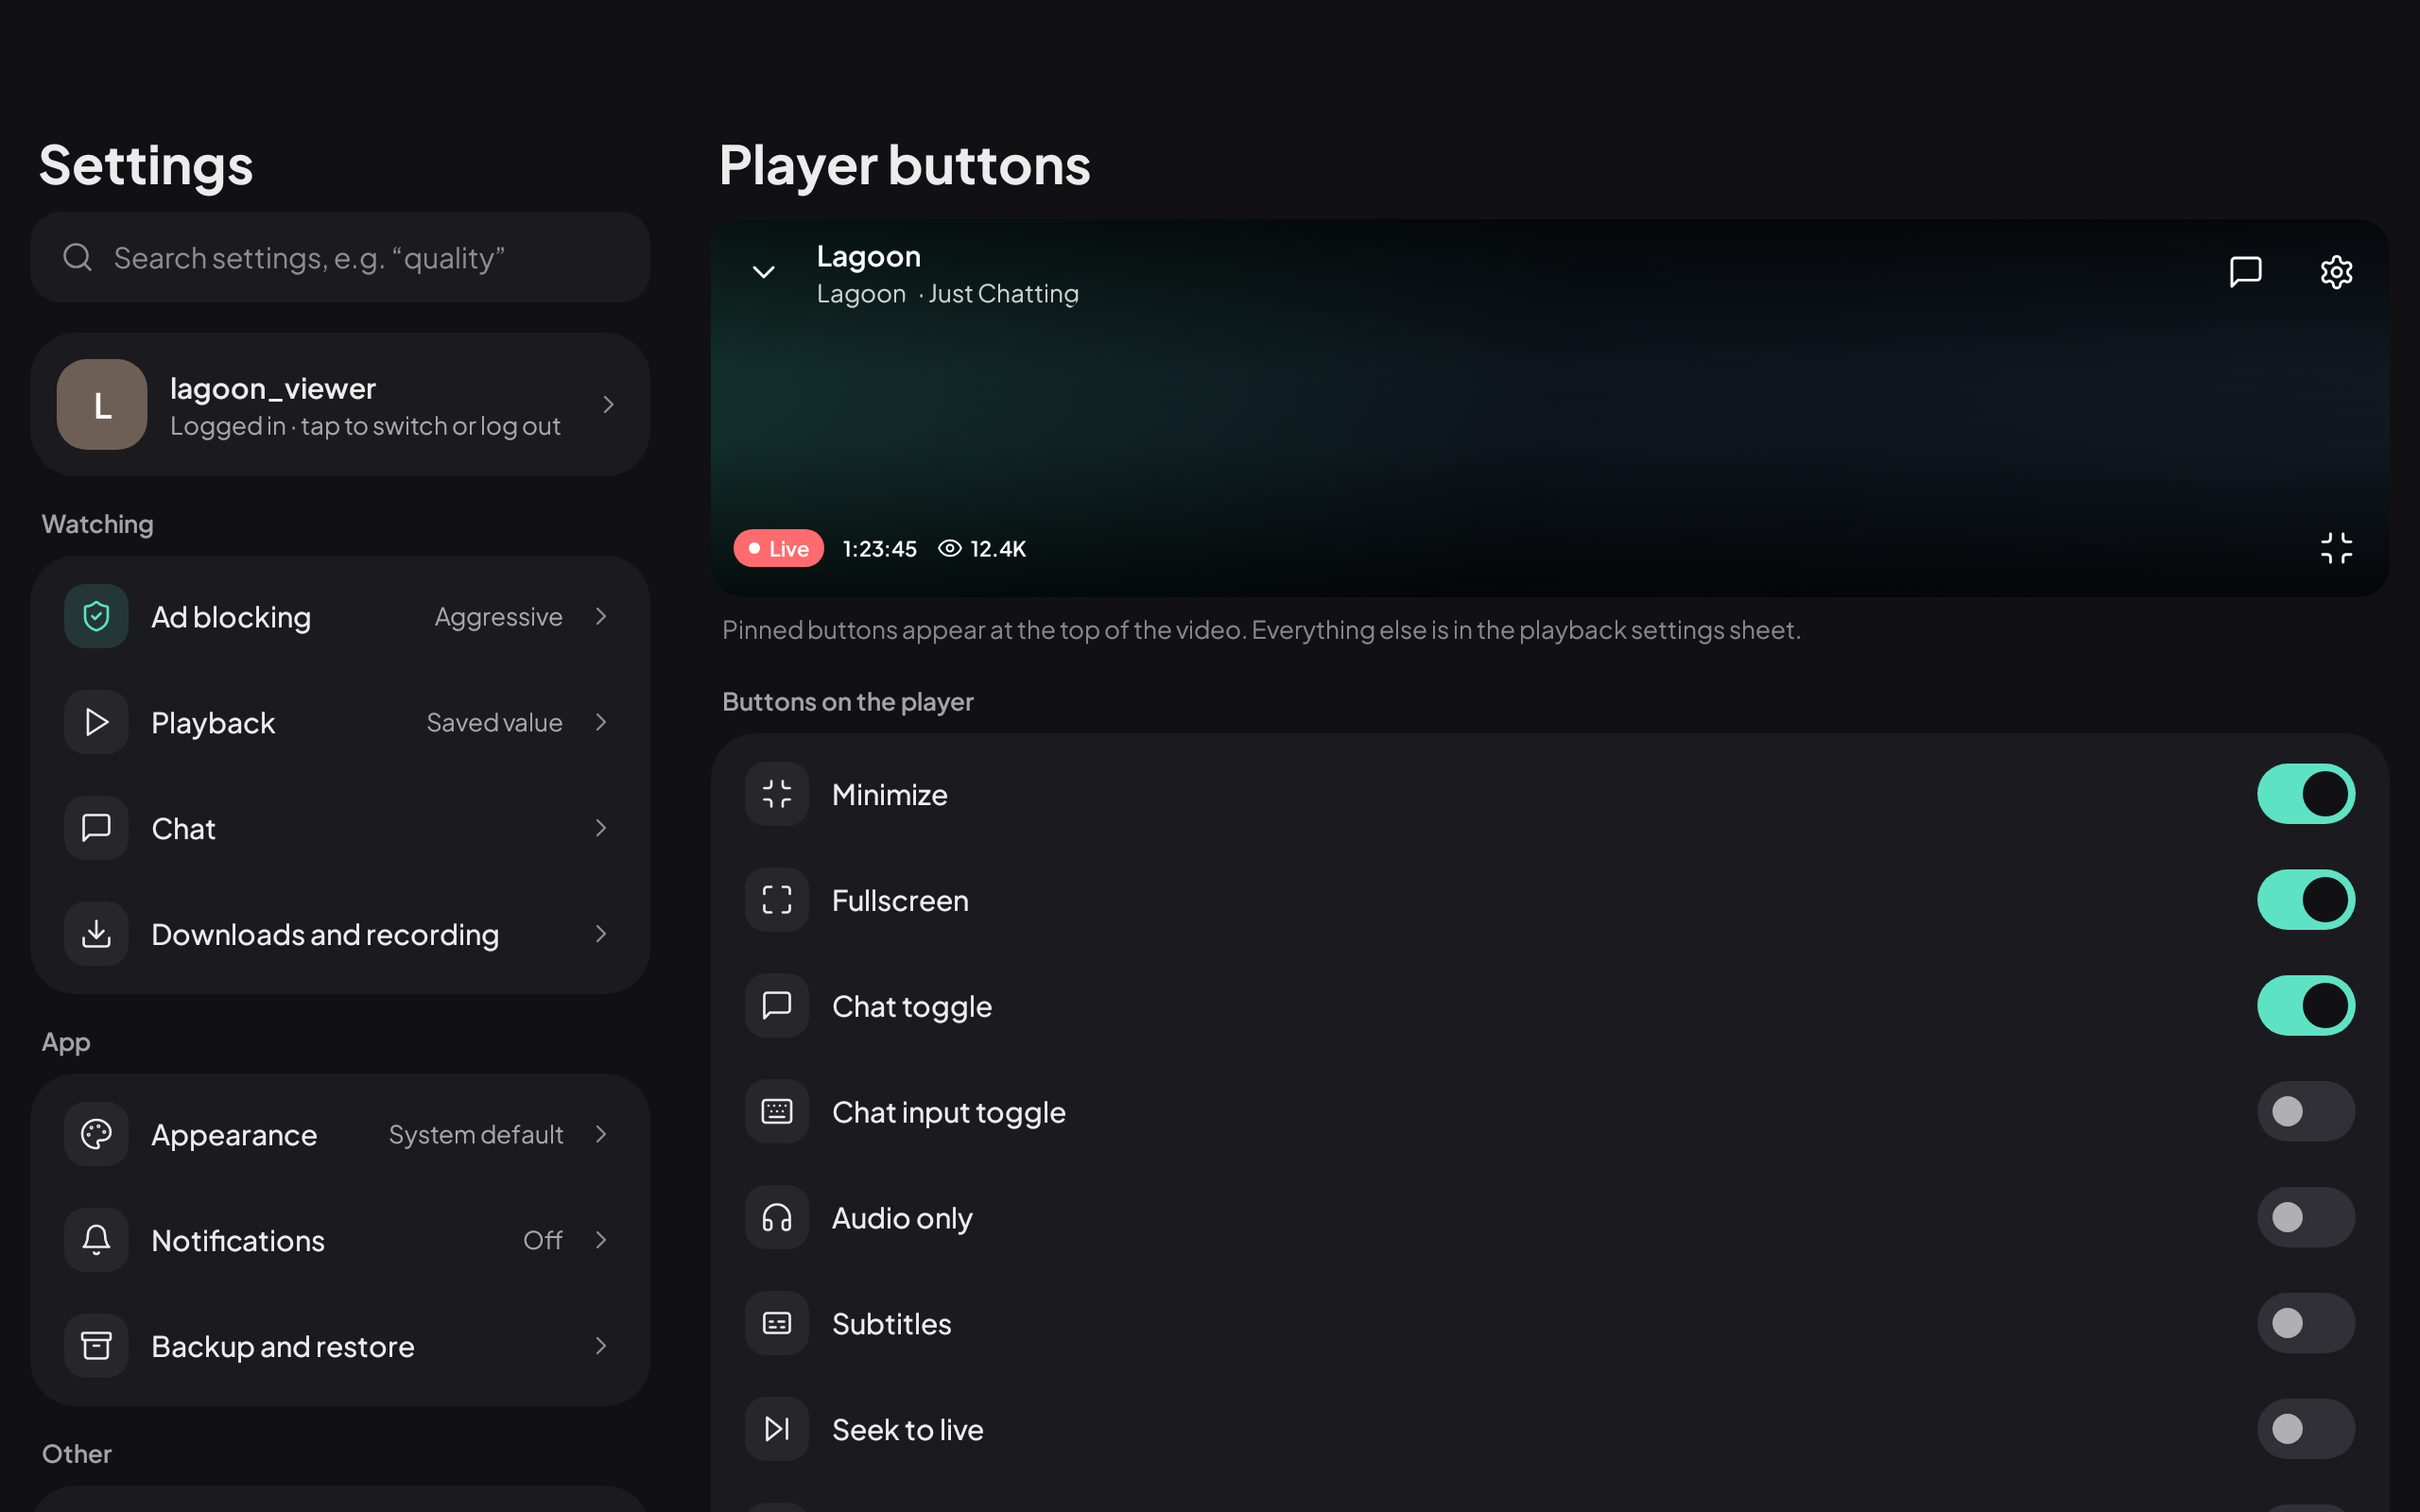 Settings
Search settings, e.g. “quality”
L
lagoon_viewer
Logged in · tap to switch or log out
Watching
Ad blocking Aggressive
Playback Saved value
Chat
Downloads and recording
App
Appearance System default
Notifications Off
Backup and restore
Other
Player buttons
Lagoon
Lagoon · Just Chatting
Live 1:23:45 12.4K
Pinned buttons appear at the top of the video. Everything else is in the playback settings sheet.
Buttons on the player
Minimize
Fullscreen
Chat toggle
Chat input toggle
Audio only
Subtitles
Seek to live